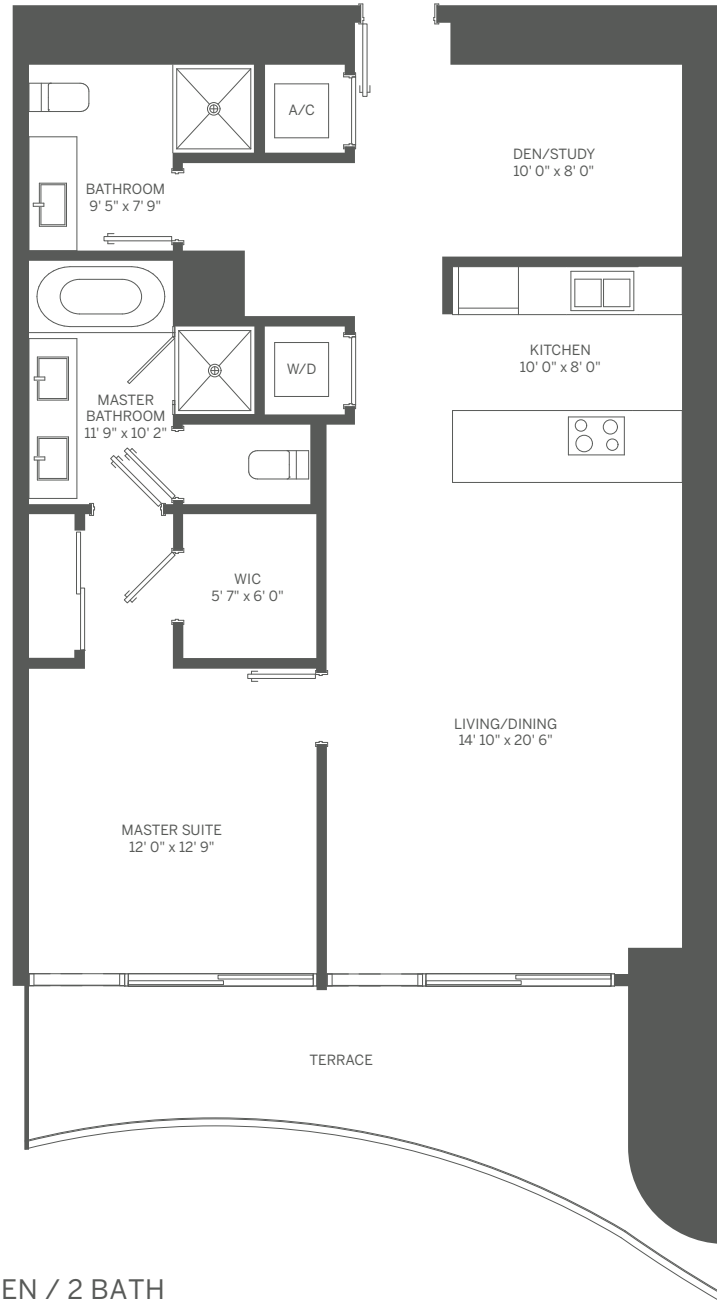 A/C
DEN/STUDY
10' 0" x 8' 0"
BATHROOM
9' 5" x 7' 9"
KITCHEN
10' 0" x 8' 0"
W/D
MASTER
BATHROOM
11' 9" x 10' 2"
WIC
5' 7" x 6' 0"
LIVING/DINING
14' 10" x 20' 6"
MASTER SUITE
12' 0" x 12' 9"
TERRACE
EN / 2 BATH